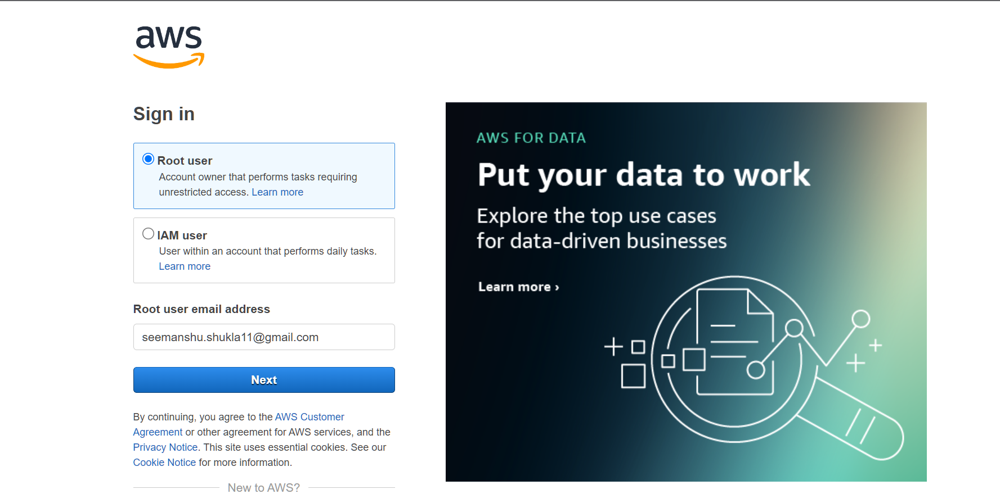 aws
Sign in
Root user
Account owner that performs tasks requiring
unrestricted access. Learn more
IAM user
User within an account that performs daily tasks.
Learn more
Root user email address
seemanshu.shukla11@gmail.com
Next
By continuing, you agree to the AWS Customer
Agreement or other agreement for AWS services, and the
Privacy Notice. This site uses essential cookies. See our
Cookie Notice for more information.
New to AWS?
AWS FOR DATA
Put your data to work
Explore the top use cases
for data-driven businesses
Learn more ›